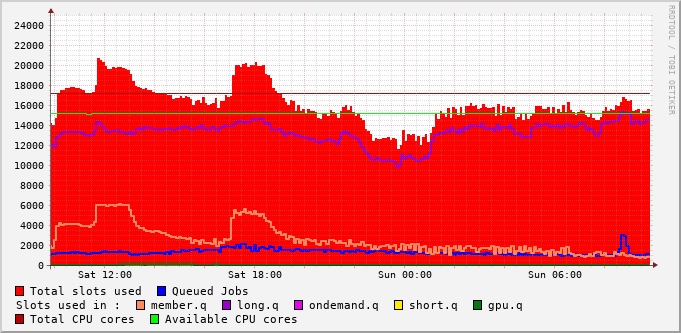 RRDTOOL / TOBI OETIKER
24000
22000
20000
18000
16000
14000
12000
10000
8000
6000
4000
2000
0
Sat 12:00 Sat 18:00 Sun 00:00 Sun 06:00
Total slots used Queued Jobs
Slots used in : member.q long.q ondemand.q short.q gpu.q
Total CPU cores Available CPU cores